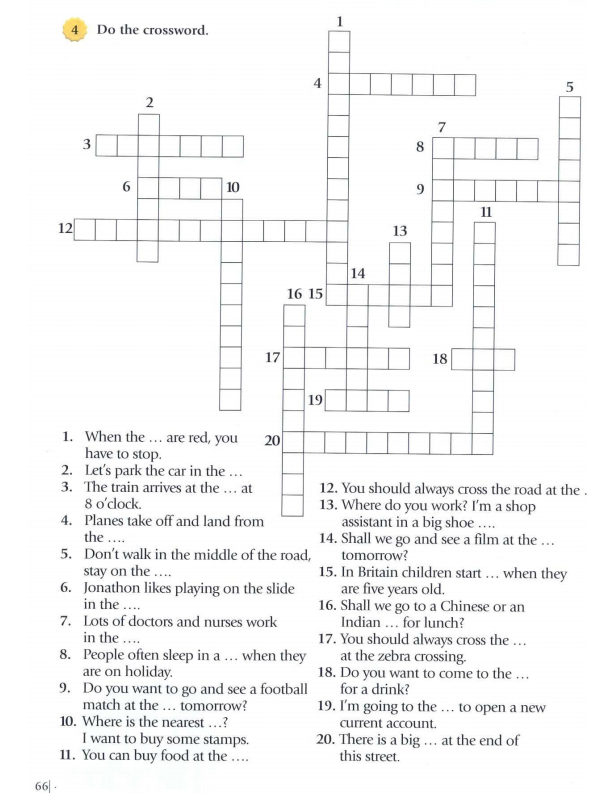 4 Do the crossword.
1
4
5
2
7
3
8
6
10
9
11
12
13
14
16 15
17
18
19
20
1. When the … are red, you
have to stop.
2. Let's park the car in the …
3. The train arrives at the … at
8 o'clock.
4. Planes take off and land from
the ….
5. Don't walk in the middle of the road,
stay on the ….
6. Jonathon likes playing on the slide
in the ….
7. Lots of doctors and nurses work
in the ….
8. People often sleep in a … when they
are on holiday.
9. Do you want to go and see a football
match at the … tomorrow?
10. Where is the nearest …?
I want to buy some stamps.
11. You can buy food at the ….
12. You should always cross the road at the .
13. Where do you work? I'm a shop
assistant in a big shoe ….
14. Shall we go and see a film at the …
tomorrow?
15. In Britain children start … when they
are five years old.
16. Shall we go to a Chinese or an
Indian … for lunch?
17. You should always cross the …
at the zebra crossing.
18. Do you want to come to the …
for a drink?
19. I'm going to the … to open a new
current account.
20. There is a big … at the end of
this street.
66